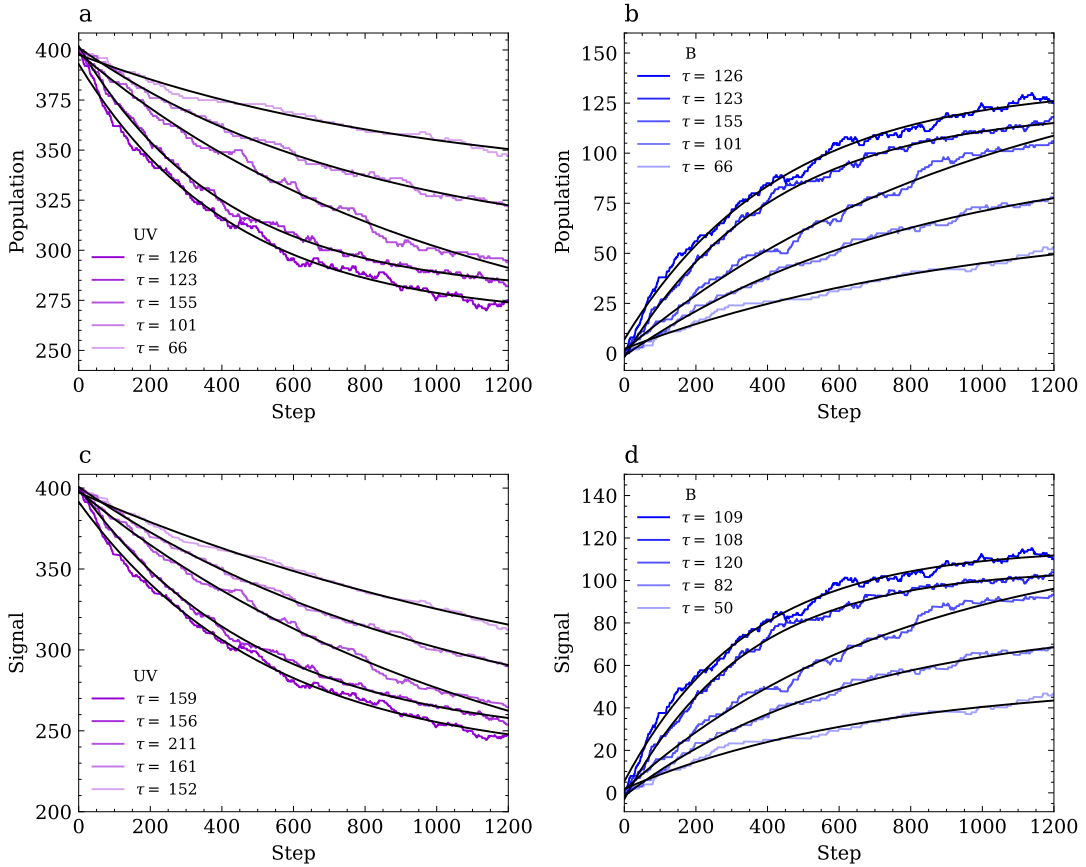 a
400
375
350
325
300
275
250
Population
UV
τ = 126
τ = 123
τ = 155
τ = 101
τ = 66
0 200 400 600 800 1000 1200
Step
b
150
125
100
75
50
25
0
Population
B
τ = 126
τ = 123
τ = 155
τ = 101
τ = 66
0 200 400 600 800 1000 1200
Step
c
400
350
300
250
200
Signal
UV
τ = 159
τ = 156
τ = 211
τ = 161
τ = 152
0 200 400 600 800 1000 1200
Step
d
140
120
100
80
60
40
20
0
Signal
B
τ = 109
τ = 108
τ = 120
τ = 82
τ = 50
0 200 400 600 800 1000 1200
Step